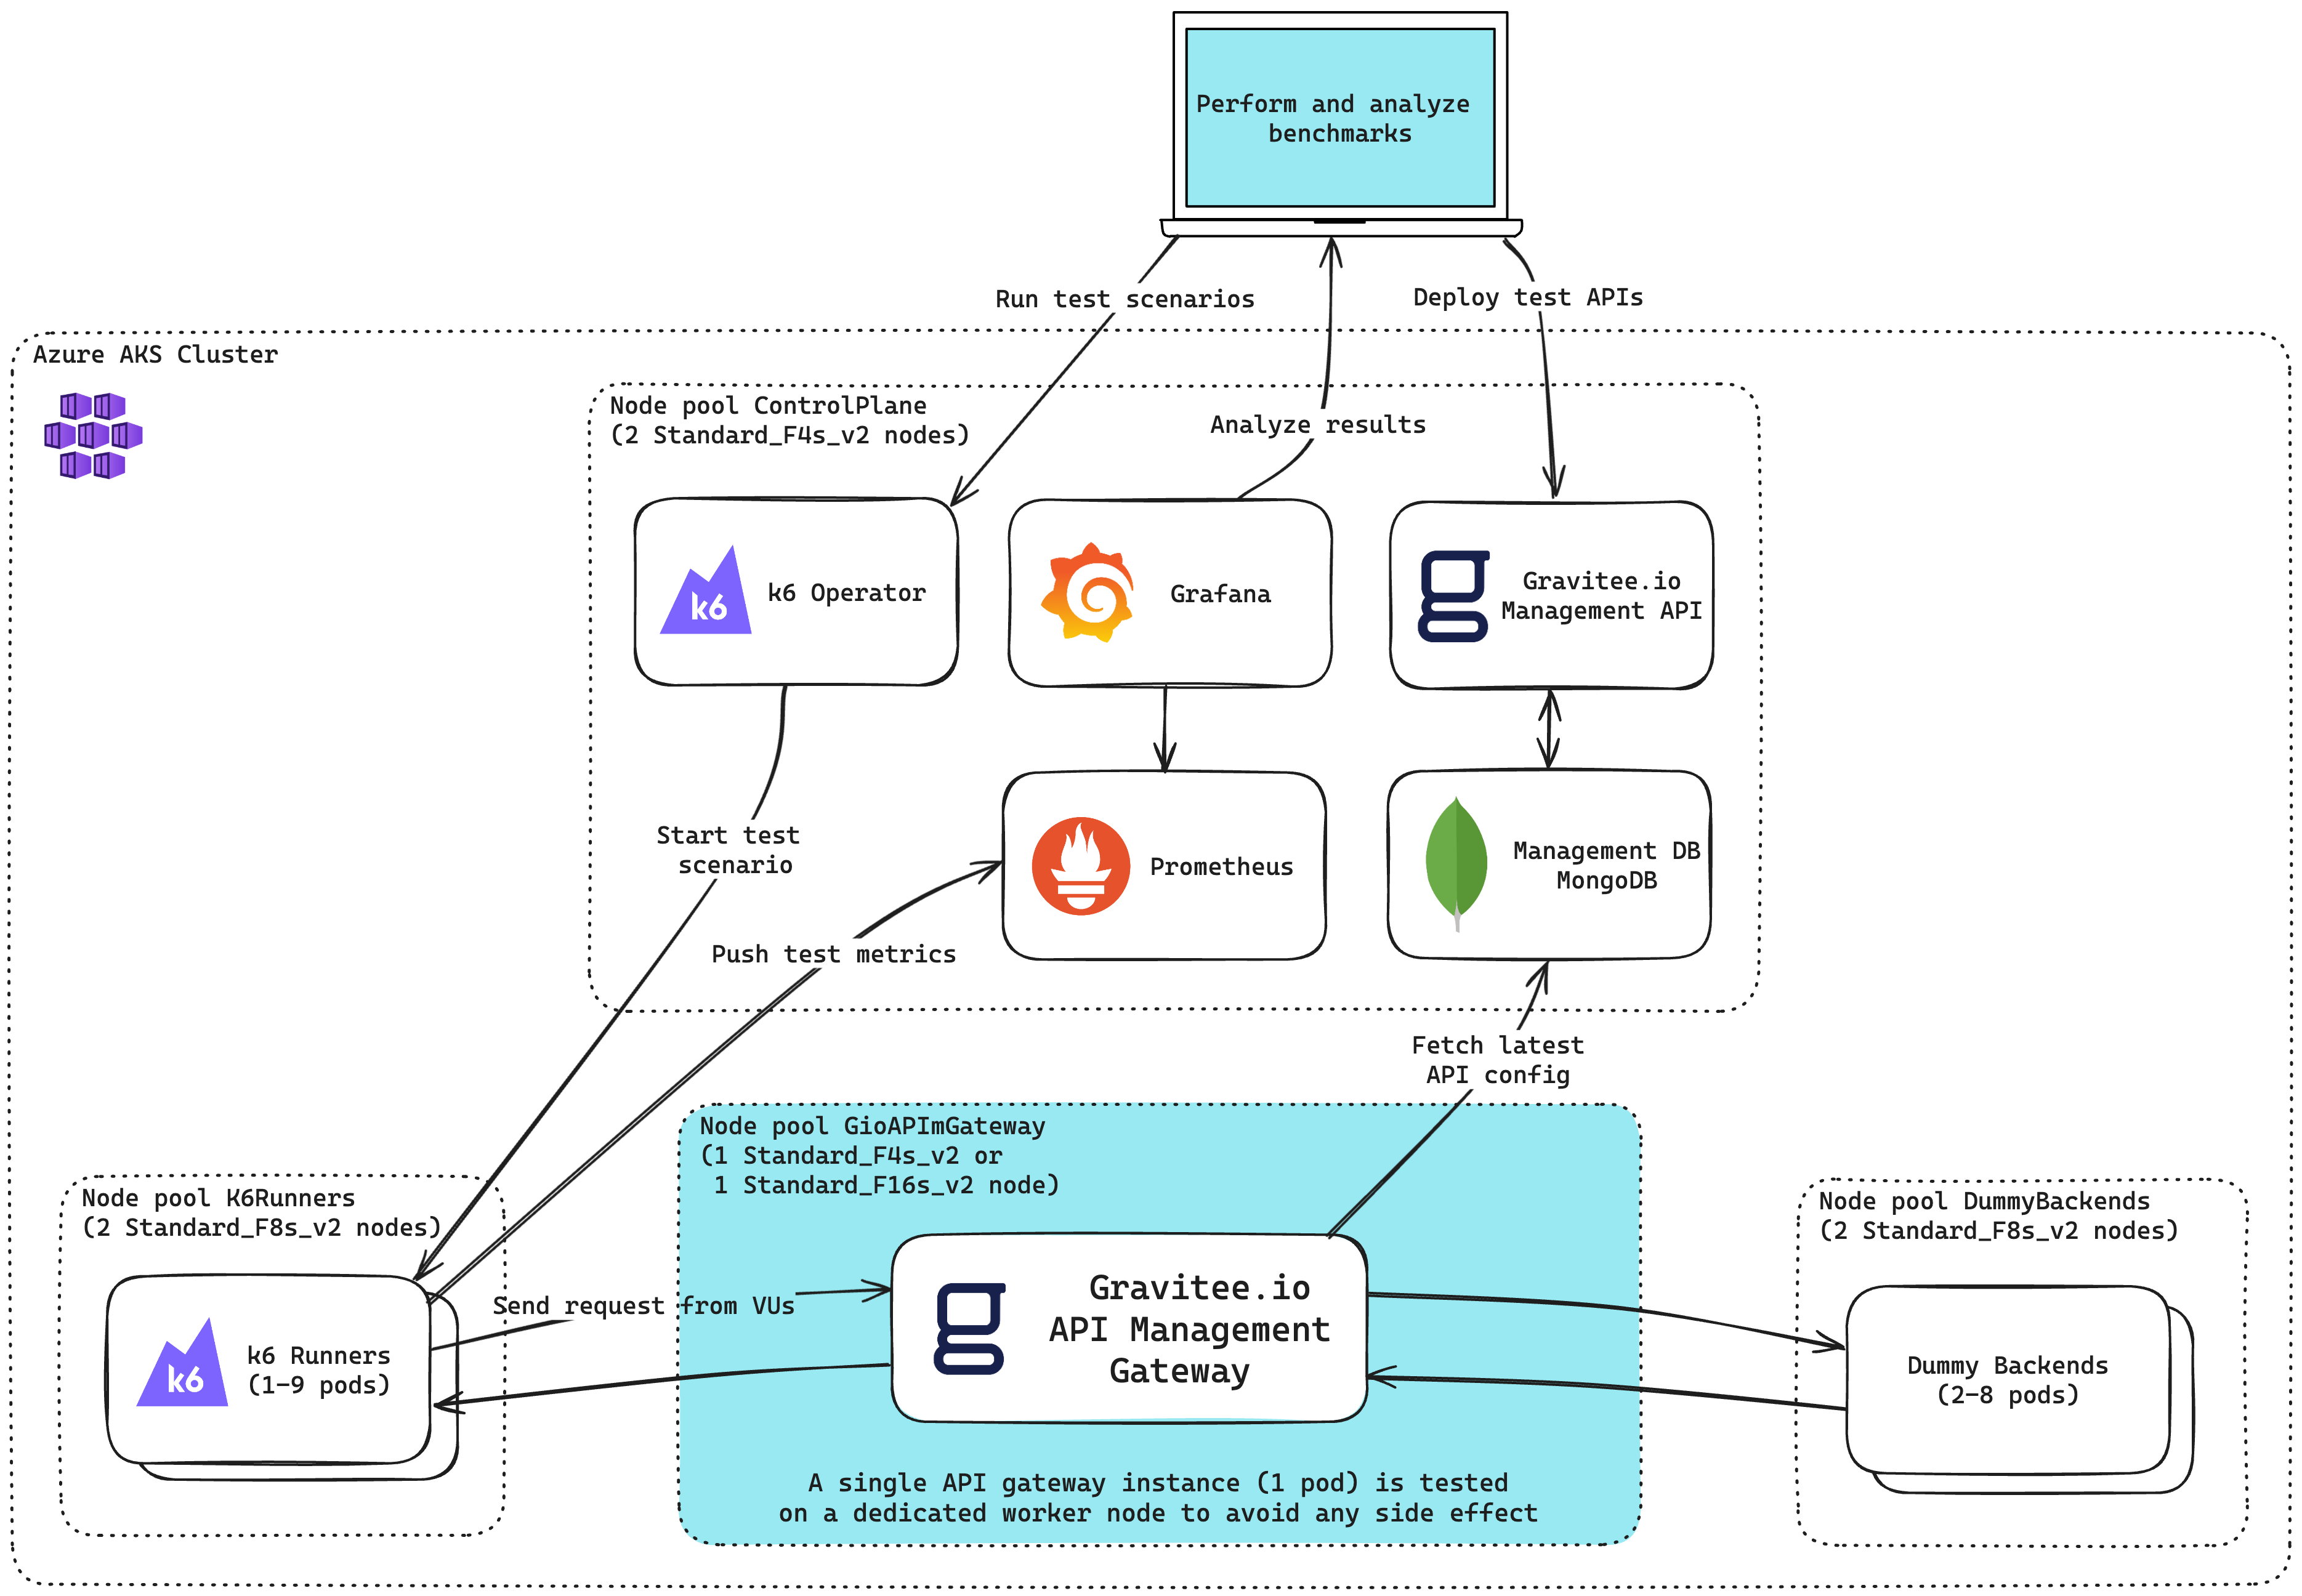 Perform and analyze
benchmarks
Run test scenarios
Deploy test APIs
Azure AKS Cluster
Node pool ControlPlane
(2 Standard_F4s_v2 nodes)
Analyze results
k6
k6 Operator
Grafana
Gravitee.io
Management API
Start test
scenario
Prometheus
Management DB
MongoDB
Push test metrics
Fetch latest
API config
Node pool GioAPImGateway
(1 Standard_F4s_v2 or
1 Standard_F16s_v2 node)
Node pool K6Runners
(2 Standard_F8s_v2 nodes)
Node pool DummyBackends
(2 Standard_F8s_v2 nodes)
Send request from VUs
k6
k6 Runners
(1-9 pods)
Gravitee.io
API Management
Gateway
Dummy Backends
(2-8 pods)
A single API gateway instance (1 pod) is tested
on a dedicated worker node to avoid any side effect